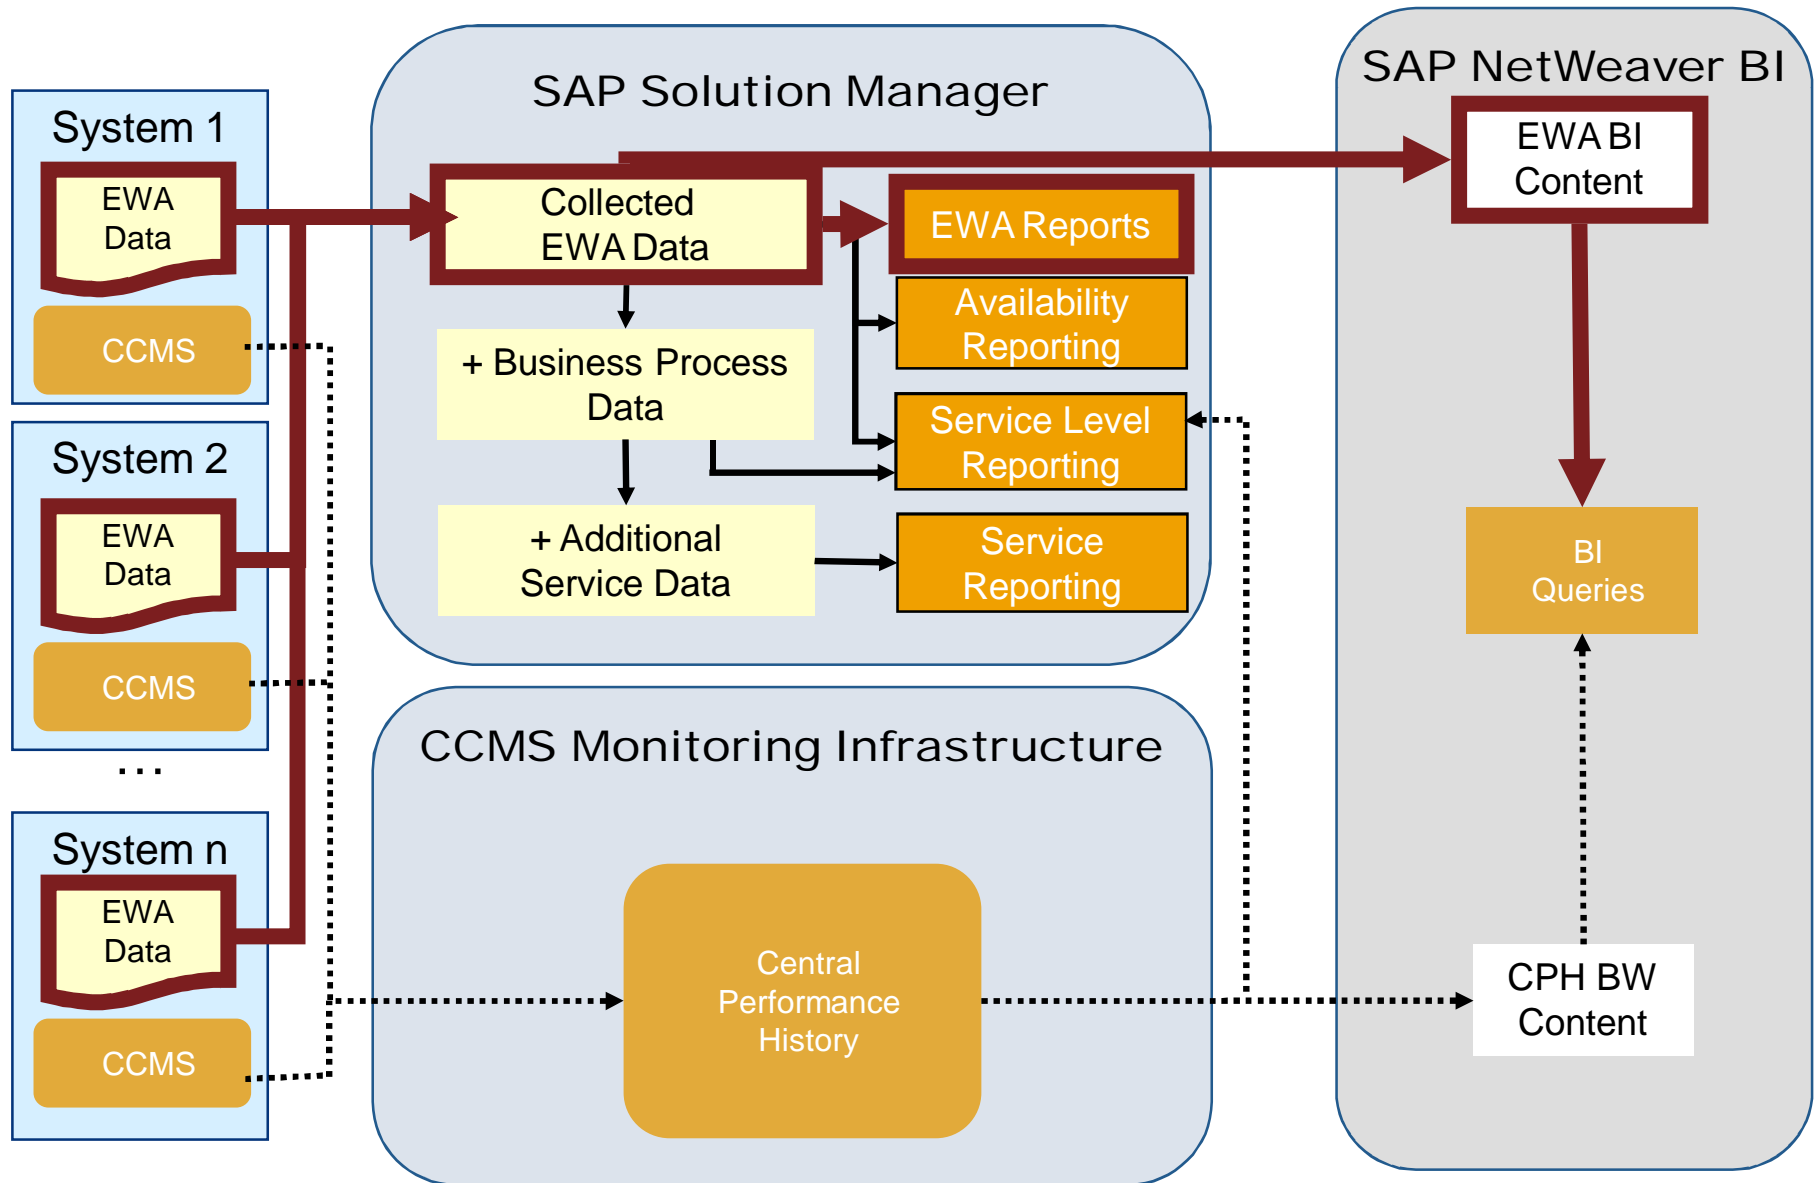 System 1
EWA
Data
CCMS
System 2
EWA
Data
CCMS
...
System n
EWA
Data
CCMS
SAP Solution Manager
Collected
EWA Data
+ Business Process
Data
+ Additional
Service Data
EWA Reports
Availability
Reporting
Service Level
Reporting
Service
Reporting
CCMS Monitoring Infrastructure
Central
Performance
History
SAP NetWeaver BI
EWA BI
Content
BI
Queries
CPH BW
Content